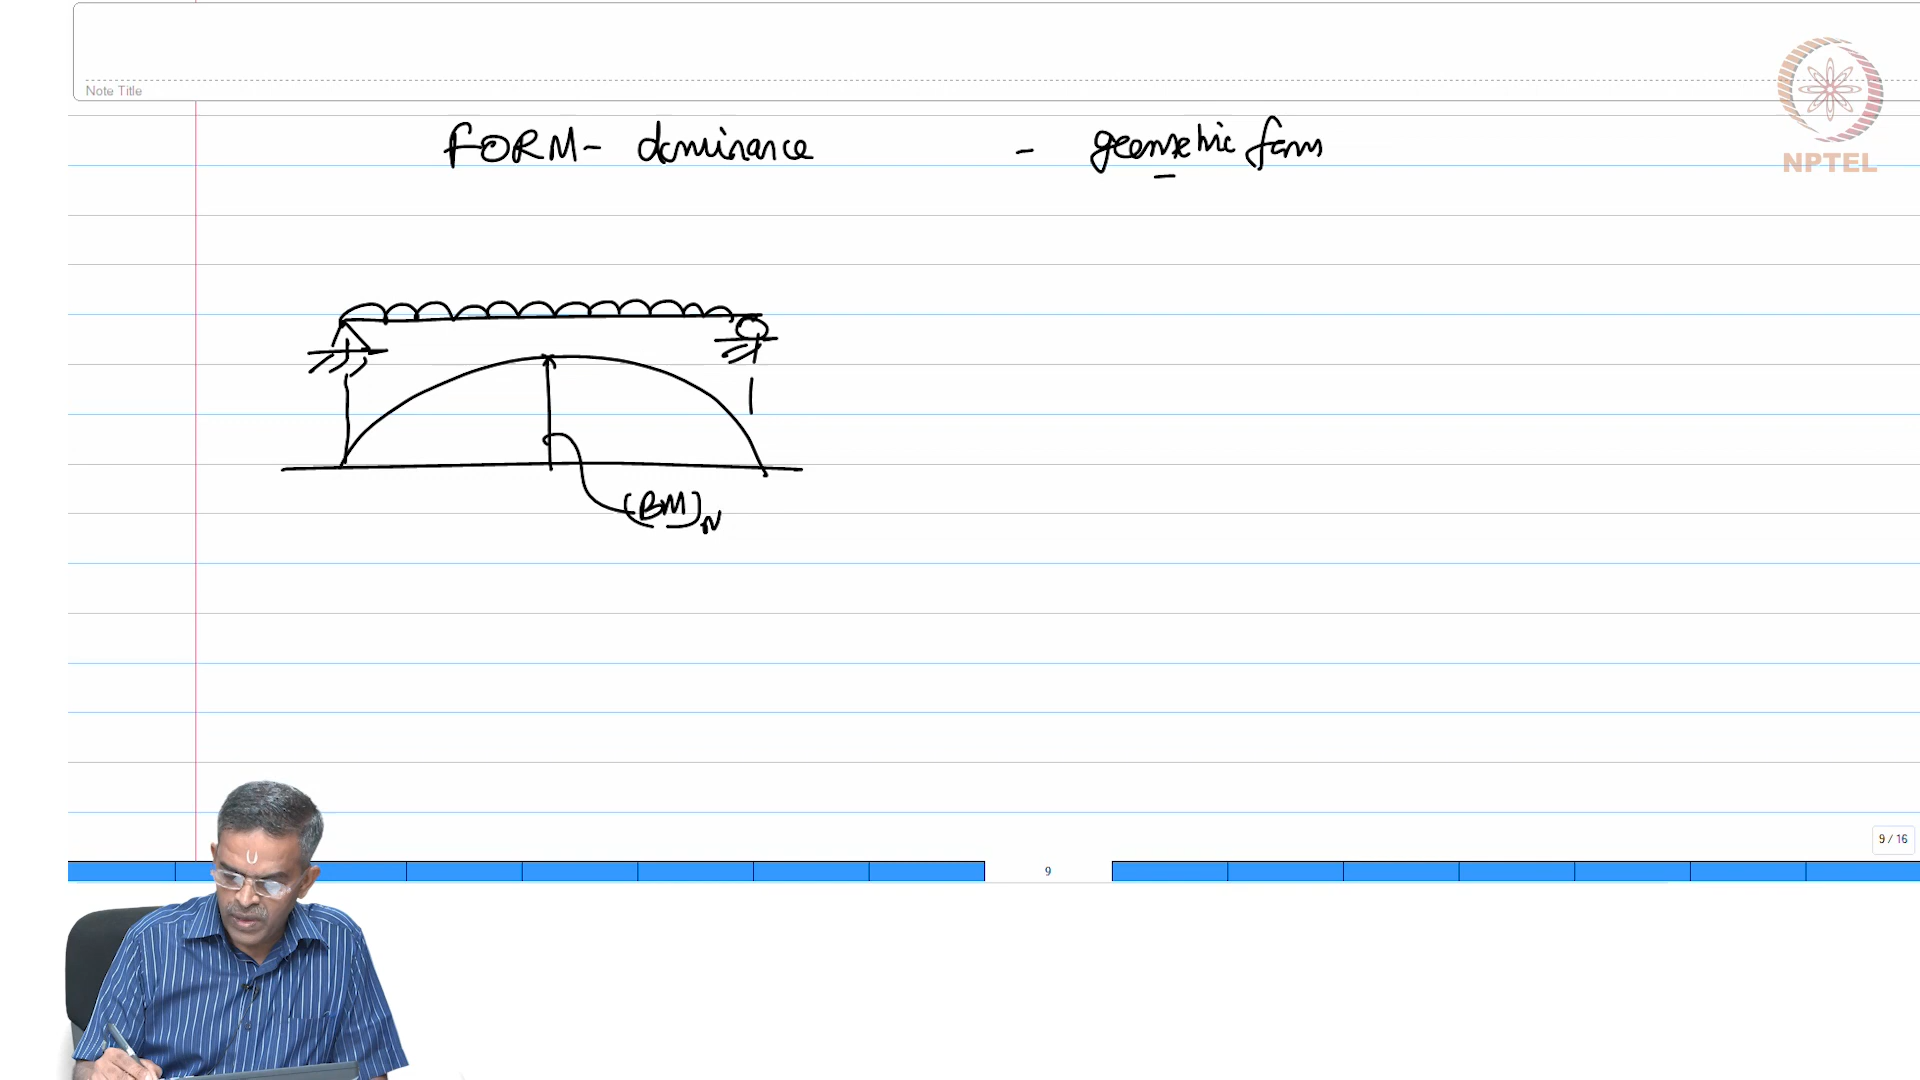 Note Title
NPTEL
FORM- dominance - geometric form
(BM)
9 / 16
9